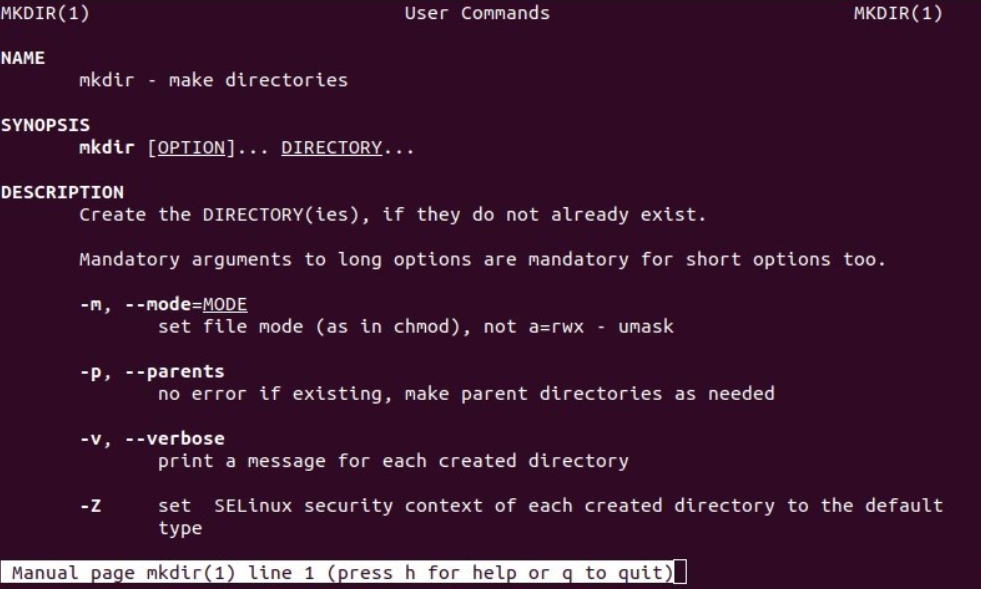 MKDIR(1) User Commands MKDIR(1)
NAME
mkdir - make directories
SYNOPSIS
mkdir [OPTION]... DIRECTORY...
DESCRIPTION
Create the DIRECTORY(ies), if they do not already exist.
Mandatory arguments to long options are mandatory for short options too.
-m, --mode=MODE
set file mode (as in chmod), not a=rwx - umask
-p, --parents
no error if existing, make parent directories as needed
-v, --verbose
print a message for each created directory
-Z set  SELinux security context of each created directory to the default
type
Manual page mkdir(1) line 1 (press h for help or q to quit)